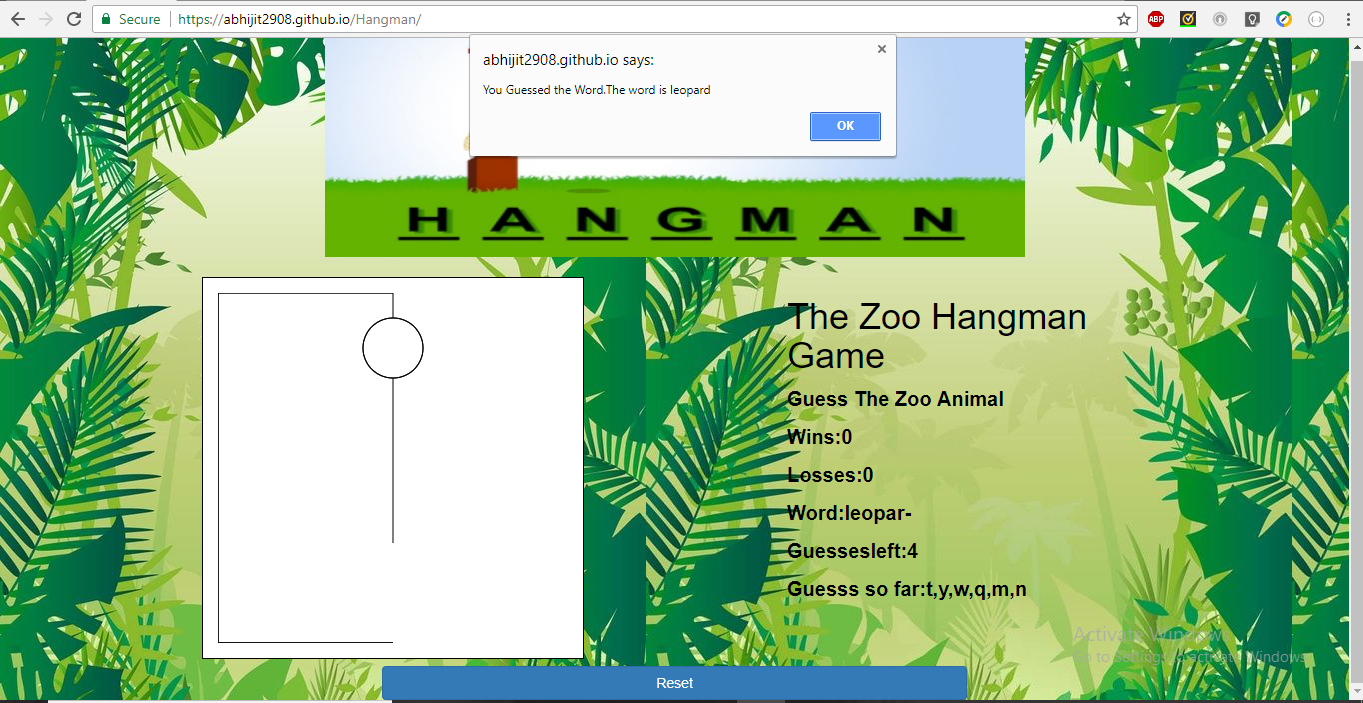 Secure
https://abhijit2908.github.io/Hangman/
ABP
abhijit2908.github.io says:
You Guessed the Word.The word is leopard
OK
HANGMAN
The Zoo Hangman
Game
Guess The Zoo Animal
Wins:0
Losses:0
Word:leopar-
Guessesleft:4
Guesss so far:t,y,w,q,m,n
Activate Windows
Go to Settings to activate Windows.
Reset